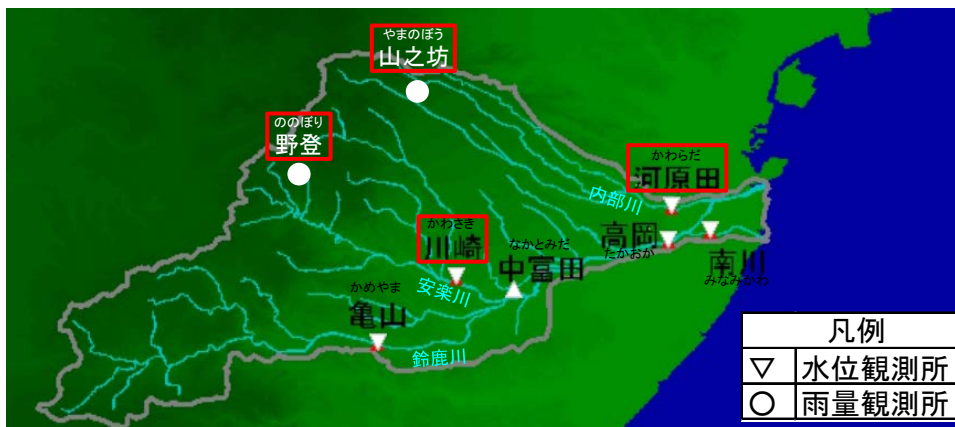 やまのぼう
山之坊
ののぼり
野登
かわらだ
河原田
内部川
かわさき
川崎
なかとみだ
中富田
高岡
たかおか
南川
みなみがわ
安楽川
かめやま
亀山
鈴鹿川
凡例
▽ 水位観測所
○ 雨量観測所